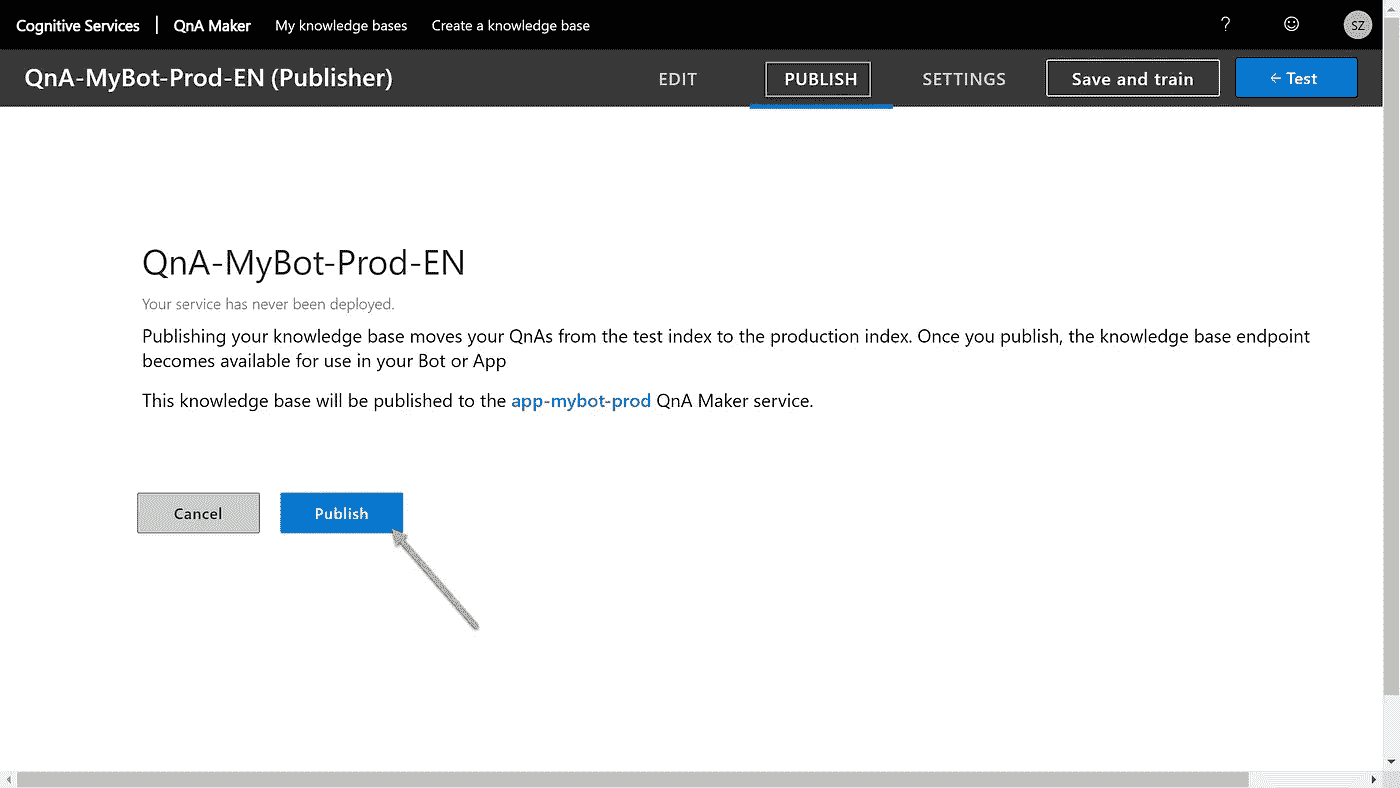 Cognitive Services | QnA Maker My knowledge bases Create a knowledge base ? SZ
QnA-MyBot-Prod-EN (Publisher) EDIT PUBLISH SETTINGS Save and train ← Test
QnA-MyBot-Prod-EN
Your service has never been deployed.
Publishing your knowledge base moves your QnAs from the test index to the production index. Once you publish, the knowledge base endpoint
becomes available for use in your Bot or App
This knowledge base will be published to the app-mybot-prod QnA Maker service.
Cancel Publish